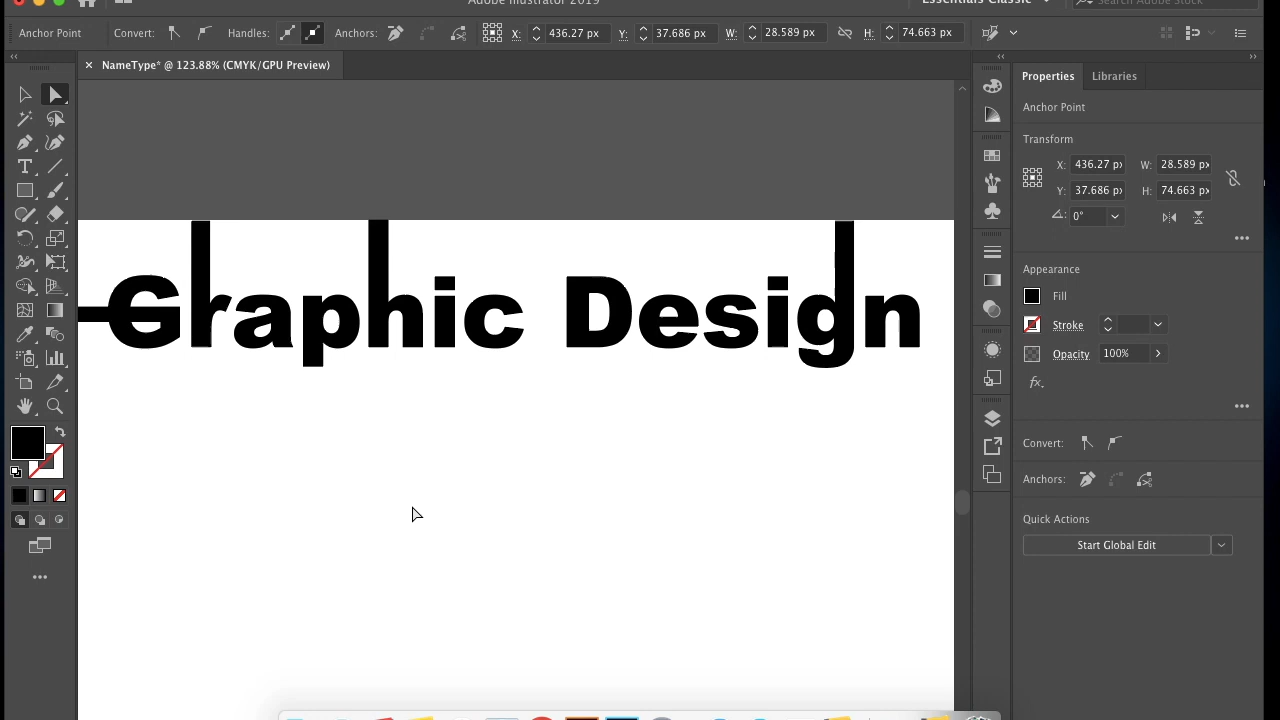 Adobe Illustrator 2019
Essentials Classic
Search Adobe Stock
Anchor Point
Convert:
Handles:
Anchors:
X: 436.27 px
Y: 37.686 px
W: 28.589 px
H: 74.663 px
NameType* @ 123.88% (CMYK/GPU Preview)
Properties
Libraries
Anchor Point
Transform
X: 436.27 px
W: 28.589 px
Y: 37.686 px
H: 74.663 px
0°
Appearance
Fill
Stroke
Opacity
100%
fx.
Convert:
Anchors:
Quick Actions
Start Global Edit
Graphic Design